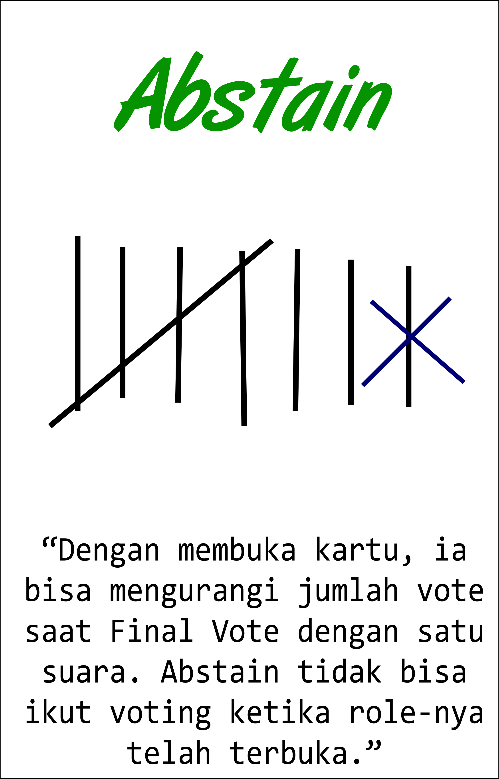 Abstain
“Dengan membuka kartu, ia
bisa mengurangi jumlah vote
saat Final Vote dengan satu
suara. Abstain tidak bisa
ikut voting ketika role-nya
telah terbuka.”